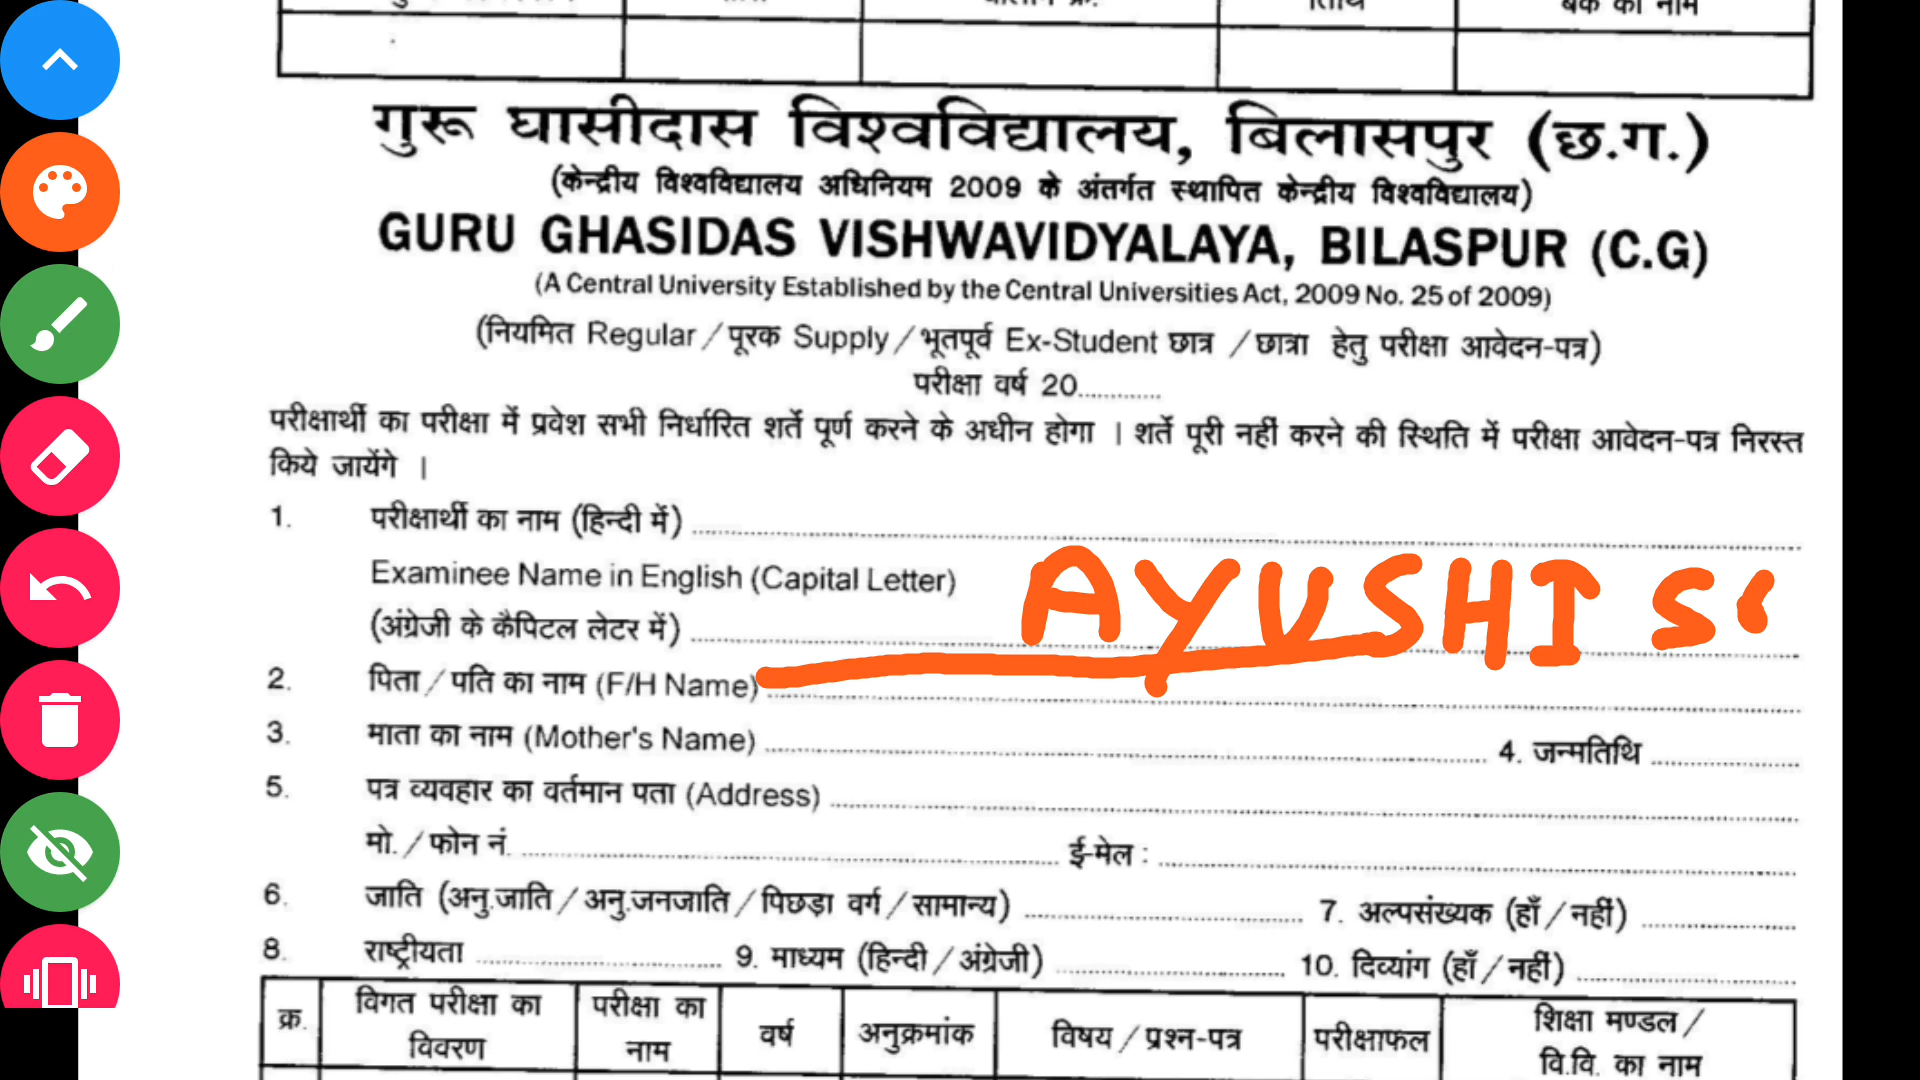 बैंक का नाम
गुरू घासीदास विश्वविद्यालय, बिलासपुर (छ.ग.)
(केन्द्रीय विश्वविद्यालय अधिनियम 2009 के अंतर्गत स्थापित केन्द्रीय विश्वविद्यालय)
GURU GHASIDAS VISHWAVIDYALAYA, BILASPUR (C.G)
(A Central University Established by the Central Universities Act, 2009 No. 25 of 2009)
(नियमित Regular / पूरक Supply / भूतपूर्व Ex-Student छात्र / छात्रा हेतु परीक्षा आवेदन-पत्र)
परीक्षा वर्ष 20............
परीक्षार्थी का परीक्षा में प्रवेश सभी निर्धारित शर्ते पूर्ण करने के अधीन होगा । शर्ते पूरी नहीं करने की स्थिति में परीक्षा आवेदन-पत्र निरस्त
किये जायेंगे ।
1. परीक्षार्थी का नाम (हिन्दी में)
Examinee Name in English (Capital Letter) AYUSHI S
(अंग्रेजी के कैपिटल लेटर में)
2. पिता / पति का नाम (F/H Name)
3. माता का नाम (Mother's Name) 4. जन्मतिथि
5. पत्र व्यवहार का वर्तमान पता (Address)
मो. / फोन नं. ई-मेल :
6. जाति (अनु.जाति / अनु.जनजाति / पिछड़ा वर्ग / सामान्य) 7. अल्पसंख्यक (हाँ / नहीं)
8. राष्ट्रीयता 9. माध्यम (हिन्दी / अंग्रेजी) 10. दिव्यांग (हाँ / नहीं)
क्र. विगत परीक्षा का विवरण परीक्षा का नाम वर्ष अनुक्रमांक विषय / प्रश्न-पत्र परीक्षाफल शिक्षा मण्डल / वि.वि. का नाम